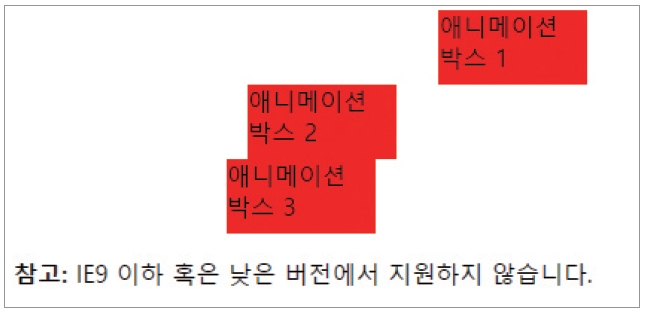 애니메이션
박스 1
애니메이션
박스 2
애니메이션
박스 3
참고: IE9 이하 혹은 낮은 버전에서 지원하지 않습니다.